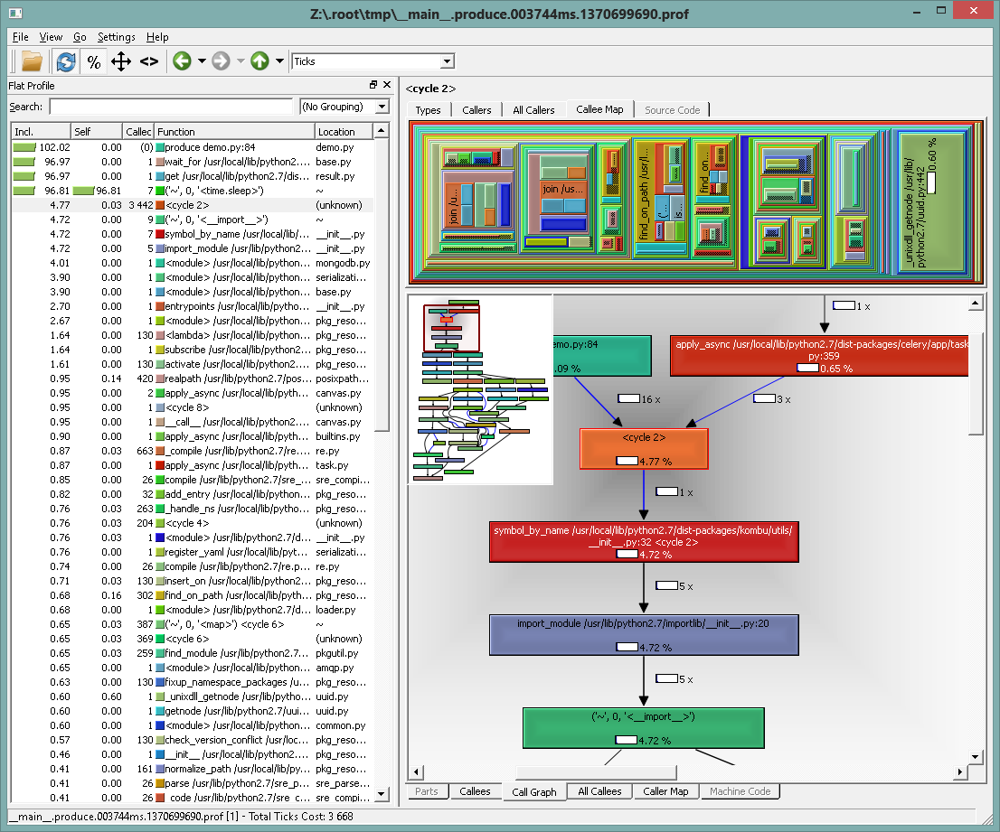 Z:\.root\tmp\__main__.produce.003744ms.1370699690.prof
File View Go Settings Help
% <> Ticks
Flat Profile
Search: (No Grouping)
Incl. Self Called Function Location
102.02 0.00 (0) produce demo.py:84 demo.py
96.97 0.00 1 wait_for /usr/local/lib/python2.... base.py
96.97 0.00 1 get /usr/local/lib/python2.7/dis... result.py
96.81 96.81 7 ('~', 0, '<time.sleep>') ~
4.77 0.03 3 442 <cycle 2> (unknown)
4.72 0.00 9 ('~', 0, '<__import__>') ~
4.72 0.00 7 symbol_by_name /usr/local/lib/... __init__.py
4.72 0.00 5 import_module /usr/lib/python2... __init__.py
4.01 0.00 1 <module> /usr/local/lib/python... mongodb.py
3.90 0.00 1 <module> /usr/local/lib/python... serializati...
3.90 0.00 1 <module> /usr/local/lib/python... base.py
2.70 0.00 1 entrypoints /usr/local/lib/pytho... __init__.py
2.67 0.00 1 <module> /usr/local/lib/python... pkg_reso...
1.64 0.00 130 <lambda> /usr/local/lib/python... pkg_reso...
1.64 0.00 1 subscribe /usr/local/lib/python2... pkg_reso...
1.61 0.00 130 activate /usr/local/lib/python2... pkg_reso...
0.95 0.14 420 realpath /usr/lib/python2.7/pos... posixpath...
0.95 0.00 2 apply_async /usr/local/lib/pyth... canvas.py
0.95 0.00 1 <cycle 8> (unknown)
0.95 0.00 1 __call__ /usr/local/lib/python2.... canvas.py
0.90 0.00 1 apply_async /usr/local/lib/pyth... builtins.py
0.87 0.03 663 _compile /usr/lib/python2.7/re.... re.py
0.87 0.00 1 apply_async /usr/local/lib/pyth... task.py
0.85 0.00 26 compile /usr/lib/python2.7/sre_... sre_compi...
0.82 0.00 32 add_entry /usr/local/lib/python... pkg_reso...
0.76 0.03 263 _handle_ns /usr/local/lib/pytho... pkg_reso...
0.76 0.03 204 <cycle 4> (unknown)
0.76 0.03 1 <module> /usr/lib/python2.7/d... __init__.py
0.76 0.00 1 register_yaml /usr/local/lib/pyt... serializati...
0.74 0.00 26 compile /usr/lib/python2.7/re.p... re.py
0.71 0.03 130 insert_on /usr/local/lib/python... pkg_reso...
0.68 0.16 302 find_on_path /usr/local/lib/pyth... pkg_reso...
0.68 0.00 1 <module> /usr/lib/python2.7/d... loader.py
0.65 0.03 387 ('~', 0, '<map>') <cycle 6> ~
0.65 0.03 369 <cycle 6> (unknown)
0.65 0.03 259 find_module /usr/lib/python2.7... pkgutil.py
0.65 0.00 1 <module> /usr/local/lib/python... amqp.py
0.63 0.00 130 fixup_namespace_packages /u... pkg_reso...
0.60 0.60 1 _unixdll_getnode /usr/lib/pytho... uuid.py
0.60 0.00 1 getnode /usr/lib/python2.7/uui... uuid.py
0.60 0.00 1 <module> /usr/local/lib/python... common.py
0.57 0.00 130 check_version_conflict /usr/loc... pkg_reso...
0.46 0.00 1 __init__ /usr/local/lib/python2.... __init__.py
0.41 0.00 161 normalize_path /usr/local/lib/p... pkg_reso...
0.41 0.00 26 parse /usr/lib/python2.7/sre_p... sre_parse...
0.41 0.00 26 _code /usr/lib/python2.7/sre_c... sre_compi...
<cycle 2>
Types Callers All Callers Callee Map Source Code
join /u...
join /us...
find_on_path /usr/l...
('...
is...
find_on...
_unixdll_getnode /usr/lib/
python2.7/uuid.py:442
0.60 %
1 x
emo.py:84
.09 %
apply_async /usr/local/lib/python2.7/dist-packages/celery/app/task
py:359
0.65 %
16 x
3 x
<cycle 2>
4.77 %
1 x
symbol_by_name /usr/local/lib/python2.7/dist-packages/kombu/utils/
__init__.py:32 <cycle 2>
4.72 %
5 x
import_module /usr/lib/python2.7/importlib/__init__.py:20
4.72 %
5 x
('~', 0, '<__import__>')
4.72 %
Parts Callees Call Graph All Callees Caller Map Machine Code
__main__.produce.003744ms.1370699690.prof [1] - Total Ticks Cost: 3 668